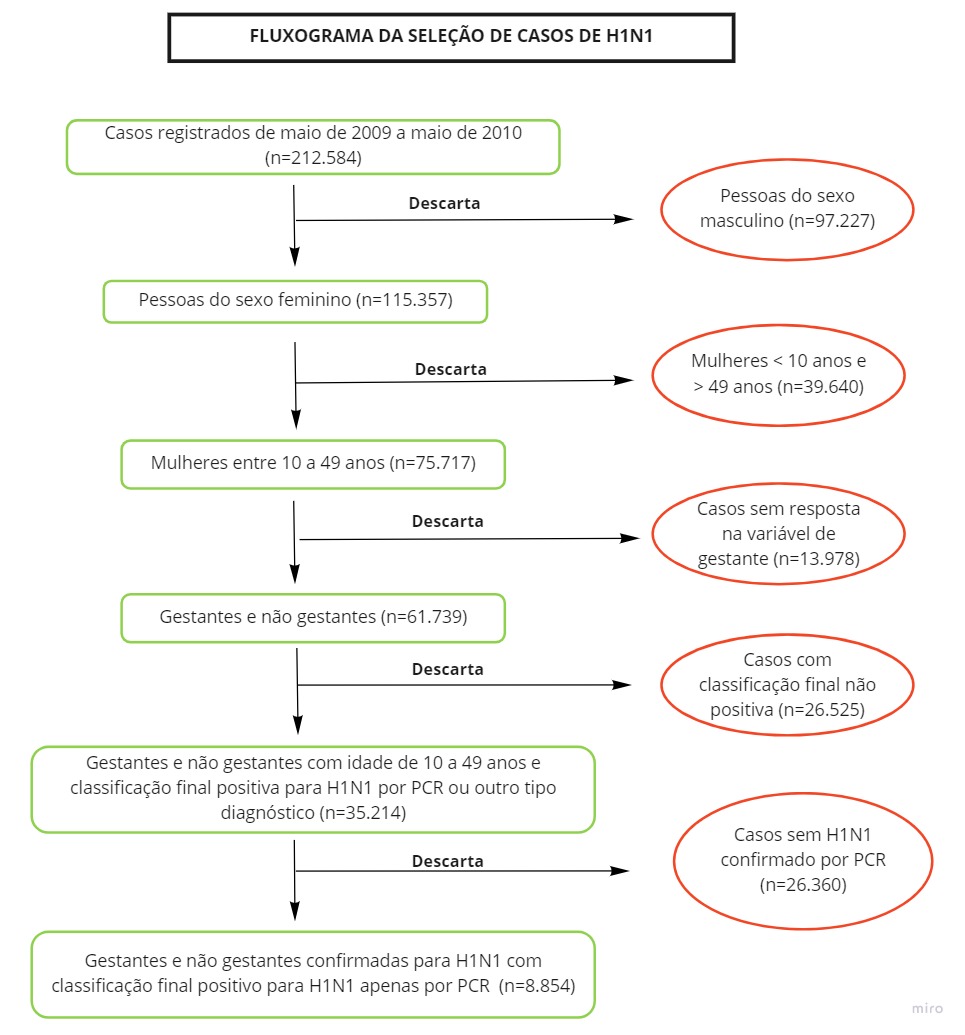 FLUXOGRAMA DA SELEÇÃO DE CASOS DE H1N1
Casos registrados de maio de 2009 a maio de 2010
(n=212.584)
Descarta
Pessoas do sexo
masculino (n=97.227)
Pessoas do sexo feminino (n=115.357)
Descarta
Mulheres < 10 anos e
> 49 anos (n=39.640)
Mulheres entre 10 a 49 anos (n=75.717)
Descarta
Casos sem resposta
na variável de
gestante (n=13.978)
Gestantes e não gestantes (n=61.739)
Descarta
Casos com
classificação final não
positiva (n=26.525)
Gestantes e não gestantes com idade de 10 a 49 anos e
classificação final positiva para H1N1 por PCR ou outro tipo
diagnóstico (n=35.214)
Descarta
Casos sem H1N1
confirmado por PCR
(n=26.360)
Gestantes e não gestantes confirmadas para H1N1 com
classificação final positivo para H1N1 apenas por PCR (n=8.854)
miro